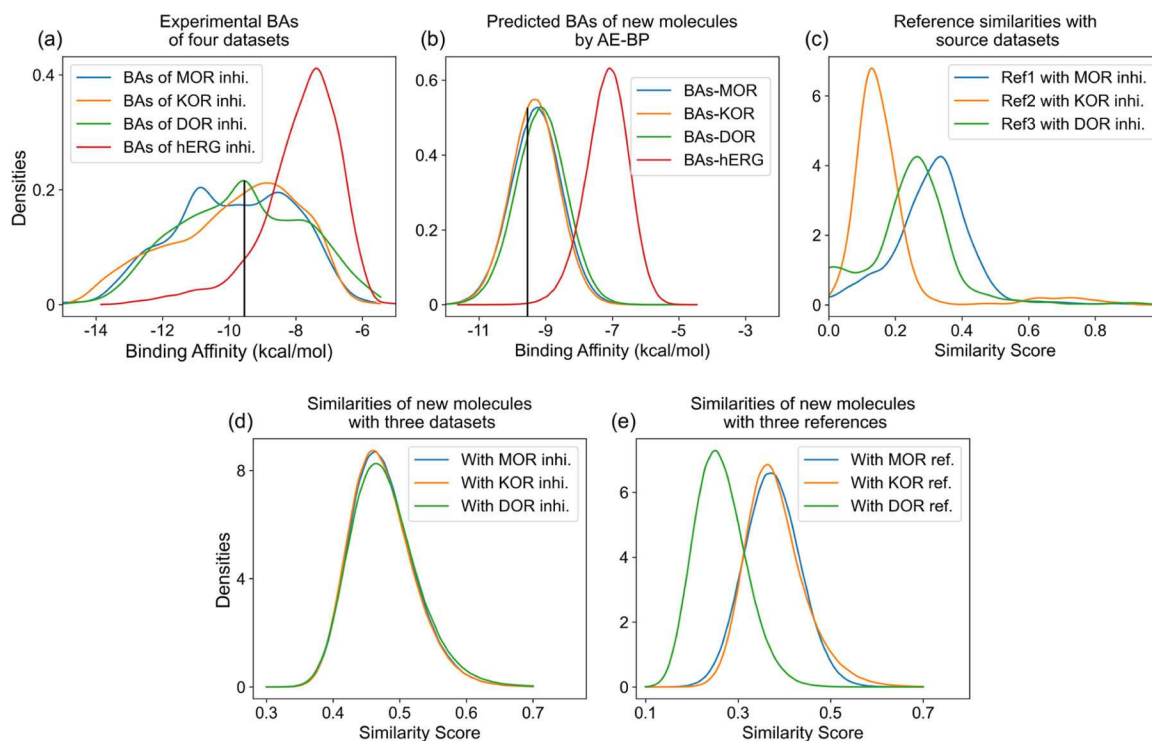 Experimental BAs
of four datasets
(a)
BAs of MOR inhi.
BAs of KOR inhi.
BAs of DOR inhi.
BAs of hERG inhi.
0.4
0.2
0
Densities
-14 -12 -10 -8 -6
Binding Affinity (kcal/mol)
Predicted BAs of new molecules
by AE-BP
(b)
BAs-MOR
BAs-KOR
BAs-DOR
BAs-hERG
0.6
0.4
0.2
0
-11 -9 -7 -5 -3
Binding Affinity (kcal/mol)
Reference similarities with
source datasets
(c)
Ref1 with MOR inhi.
Ref2 with KOR inhi.
Ref3 with DOR inhi.
6
4
2
0
0.0 0.2 0.4 0.6 0.8
Similarity Score
Similarities of new molecules
with three datasets
(d)
With MOR inhi.
With KOR inhi.
With DOR inhi.
8
4
0
Densities
0.3 0.4 0.5 0.6 0.7
Similarity Score
Similarities of new molecules
with three references
(e)
With MOR ref.
With KOR ref.
With DOR ref.
6
4
2
0
0.1 0.3 0.5 0.7
Similarity Score